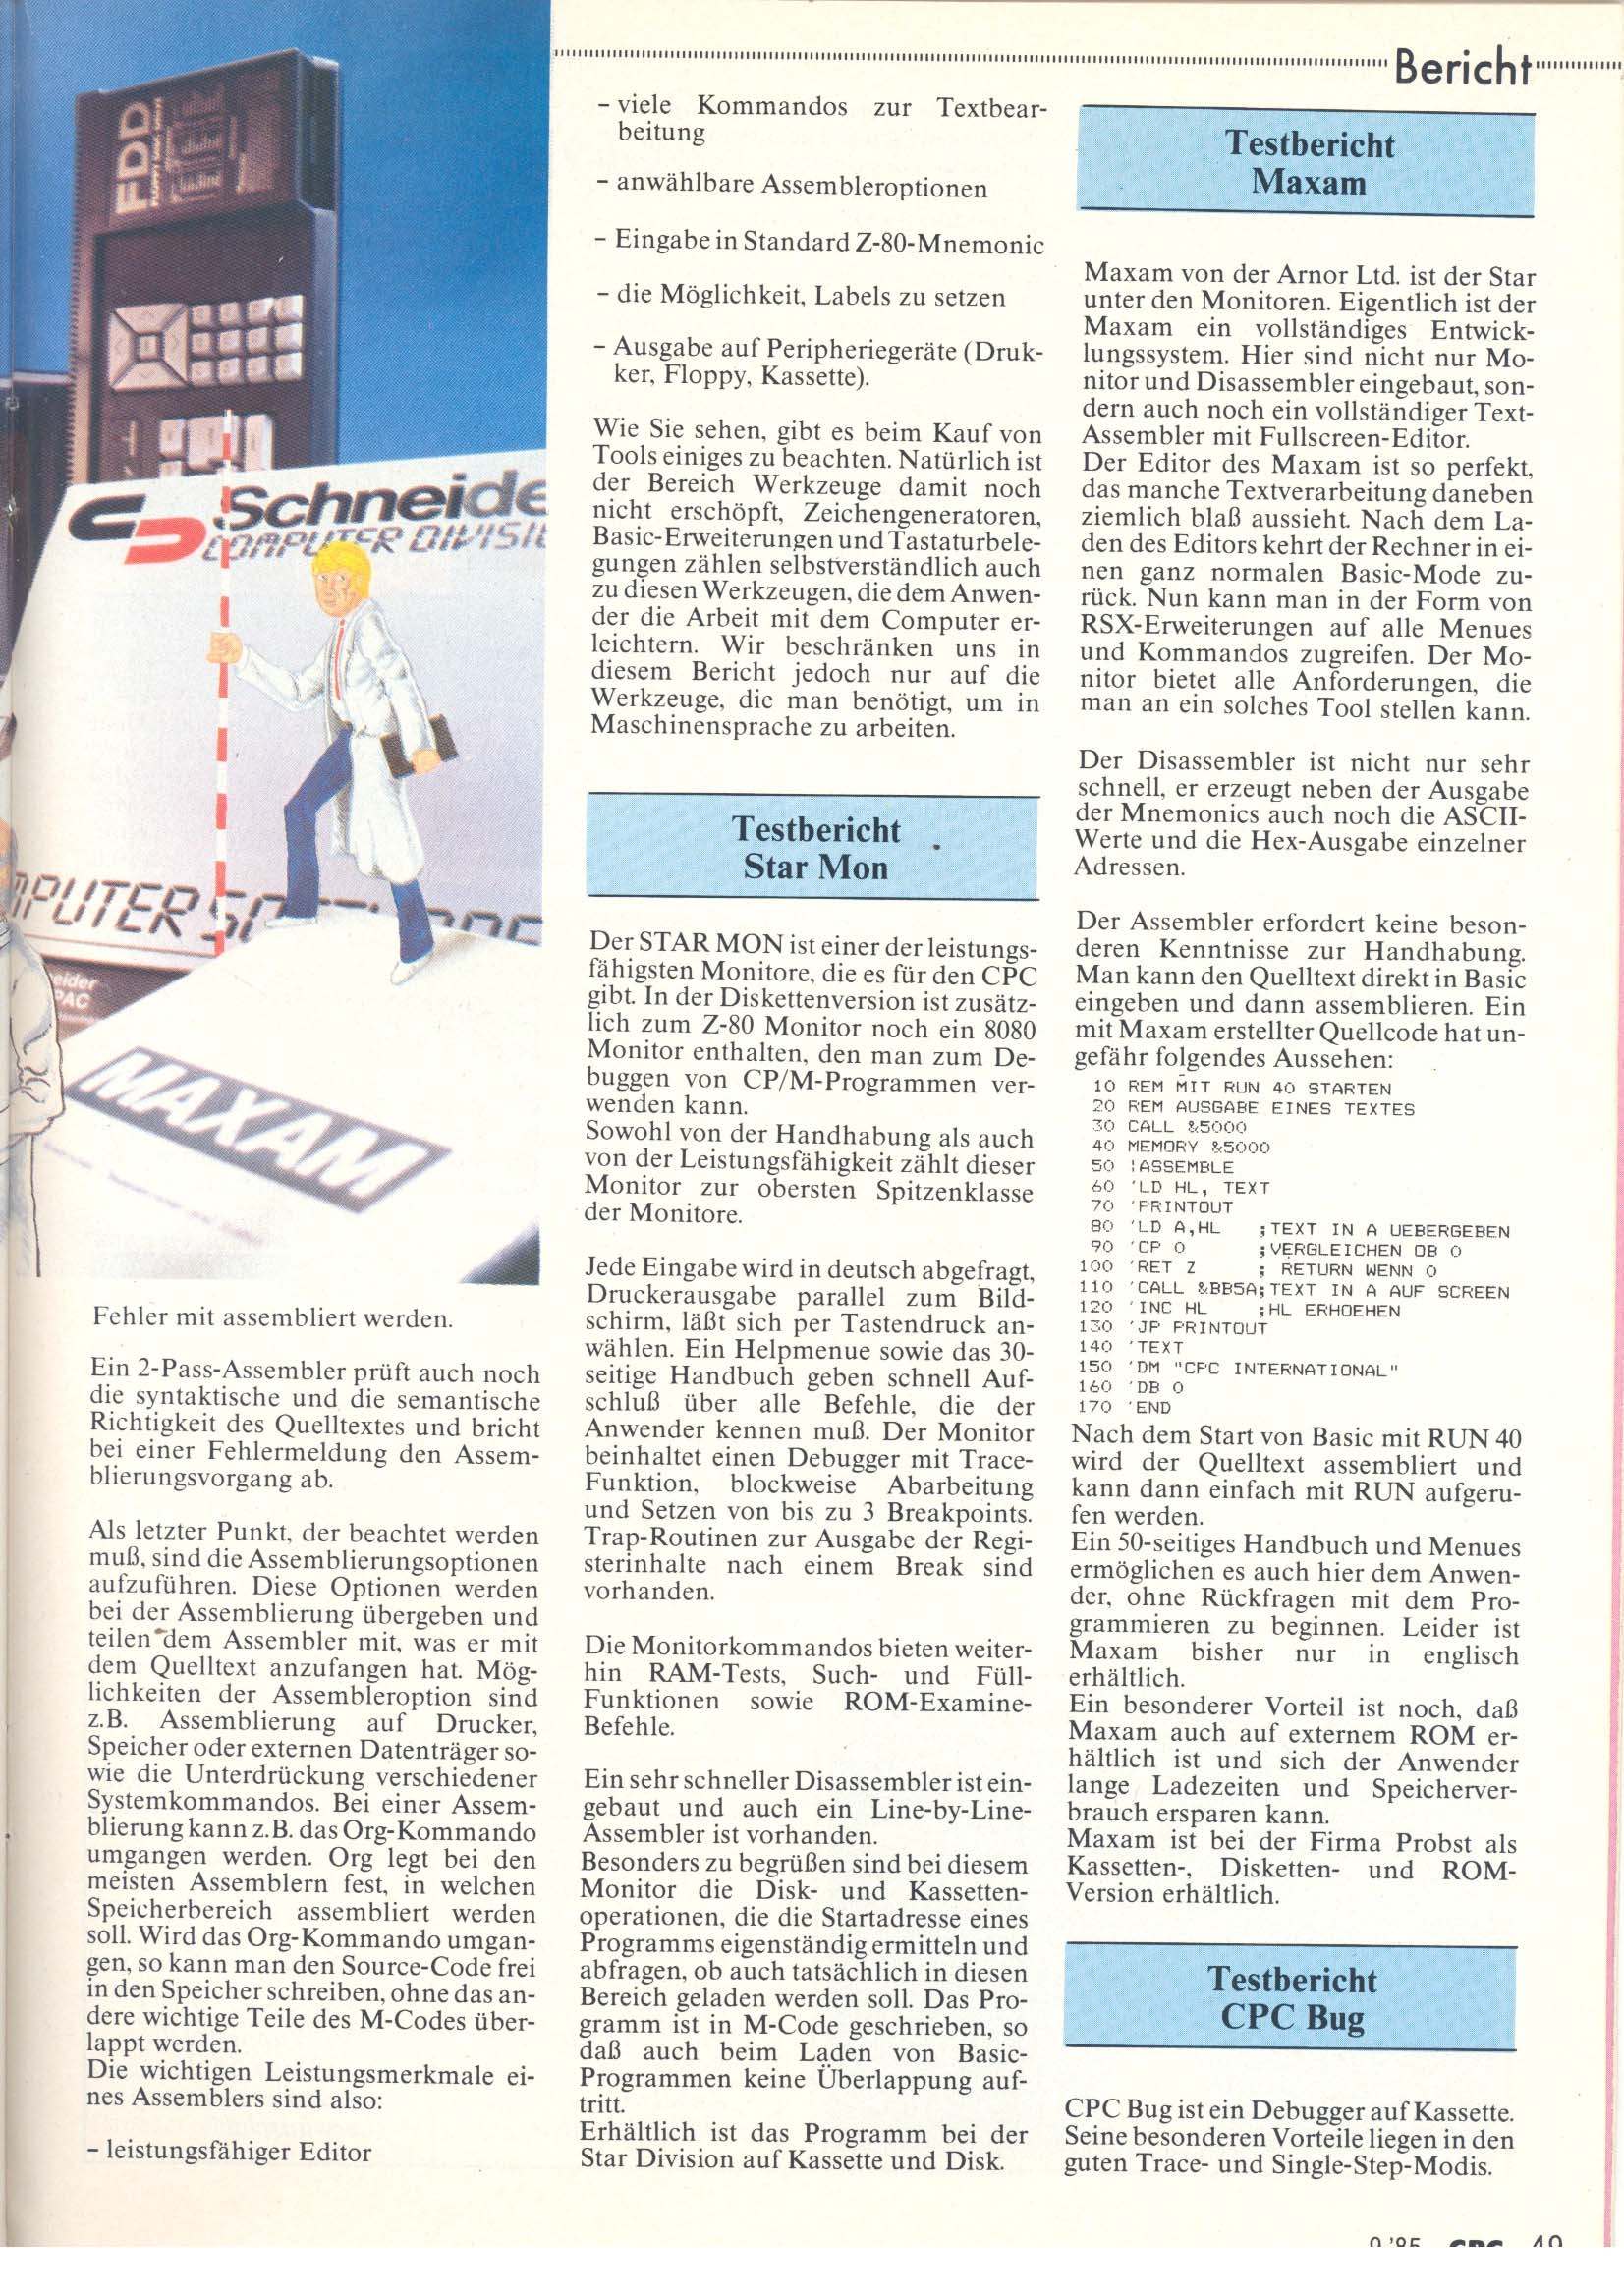 Bericht
FDD
FLOPPY DISK DRIVE
Schneide
COMPUTER DIVISI
MPUTER SOFTWARE
eider
PAC
MAXAM
Fehler mit assembliert werden.
Ein 2-Pass-Assembler prüft auch noch
die syntaktische und die semantische
Richtigkeit des Quelltextes und bricht
bei einer Fehlermeldung den Assem-
blierungsvorgang ab.
Als letzter Punkt, der beachtet werden
muß, sind die Assemblierungsoptionen
aufzuführen. Diese Optionen werden
bei der Assemblierung übergeben und
teilen dem Assembler mit, was er mit
dem Quelltext anzufangen hat. Mög-
lichkeiten der Assembleroption sind
z.B. Assemblierung auf Drucker,
Speicher oder externen Datenträger so-
wie die Unterdrückung verschiedener
Systemkommandos. Bei einer Assem-
blierung kann z.B. das Org-Kommando
umgangen werden. Org legt bei den
meisten Assemblern fest, in welchen
Speicherbereich assembliert werden
soll. Wird das Org-Kommando umgan-
gen, so kann man den Source-Code frei
in den Speicher schreiben, ohne das an-
dere wichtige Teile des M-Codes über-
lappt werden.
Die wichtigen Leistungsmerkmale ei-
nes Assemblers sind also:
– leistungsfähiger Editor
– viele Kommandos zur Textbear-
beitung
– anwählbare Assembleroptionen
– Eingabe in Standard Z-80-Mnemonic
– die Möglichkeit, Labels zu setzen
– Ausgabe auf Peripheriegeräte (Druk-
ker, Floppy, Kassette).
Wie Sie sehen, gibt es beim Kauf von
Tools einiges zu beachten. Natürlich ist
der Bereich Werkzeuge damit noch
nicht erschöpft, Zeichengeneratoren,
Basic-Erweiterungen und Tastaturbele-
gungen zählen selbstverständlich auch
zu diesen Werkzeugen, die dem Anwen-
der die Arbeit mit dem Computer er-
leichtern. Wir beschränken uns in
diesem Bericht jedoch nur auf die
Werkzeuge, die man benötigt, um in
Maschinensprache zu arbeiten.
Testbericht
Star Mon
Der STAR MON ist einer der leistungs-
fähigsten Monitore, die es für den CPC
gibt. In der Diskettenversion ist zusätz-
lich zum Z-80 Monitor noch ein 8080
Monitor enthalten, den man zum De-
buggen von CP/M-Programmen ver-
wenden kann.
Sowohl von der Handhabung als auch
von der Leistungsfähigkeit zählt dieser
Monitor zur obersten Spitzenklasse
der Monitore.
Jede Eingabe wird in deutsch abgefragt,
Druckerausgabe parallel zum Bild-
schirm, läßt sich per Tastendruck an-
wählen. Ein Helpmenue sowie das 30-
seitige Handbuch geben schnell Auf-
schluß über alle Befehle, die der
Anwender kennen muß. Der Monitor
beinhaltet einen Debugger mit Trace-
Funktion, blockweise Abarbeitung
und Setzen von bis zu 3 Breakpoints.
Trap-Routinen zur Ausgabe der Regi-
sterinhalte nach einem Break sind
vorhanden.
Die Monitorkommandos bieten weiter-
hin RAM-Tests, Such- und Füll-
Funktionen sowie ROM-Examine-
Befehle.
Ein sehr schneller Disassembler ist ein-
gebaut und auch ein Line-by-Line-
Assembler ist vorhanden.
Besonders zu begrüßen sind bei diesem
Monitor die Disk- und Kassetten-
operationen, die die Startadresse eines
Programms eigenständig ermitteln und
abfragen, ob auch tatsächlich in diesen
Bereich geladen werden soll. Das Pro-
gramm ist in M-Code geschrieben, so
daß auch beim Laden von Basic-
Programmen keine Überlappung auf-
tritt.
Erhältlich ist das Programm bei der
Star Division auf Kassette und Disk.
Testbericht
Maxam
Maxam von der Arnor Ltd. ist der Star
unter den Monitoren. Eigentlich ist der
Maxam ein vollständiges Entwick-
lungssystem. Hier sind nicht nur Mo-
nitor und Disassembler eingebaut, son-
dern auch noch ein vollständiger Text-
Assembler mit Fullscreen-Editor.
Der Editor des Maxam ist so perfekt,
das manche Textverarbeitung daneben
ziemlich blaß aussieht. Nach dem La-
den des Editors kehrt der Rechner in ei-
nen ganz normalen Basic-Mode zu-
rück. Nun kann man in der Form von
RSX-Erweiterungen auf alle Menues
und Kommandos zugreifen. Der Mo-
nitor bietet alle Anforderungen, die
man an ein solches Tool stellen kann.
Der Disassembler ist nicht nur sehr
schnell, er erzeugt neben der Ausgabe
der Mnemonics auch noch die ASCII-
Werte und die Hex-Ausgabe einzelner
Adressen.
Der Assembler erfordert keine beson-
deren Kenntnisse zur Handhabung.
Man kann den Quelltext direkt in Basic
eingeben und dann assemblieren. Ein
mit Maxam erstellter Quellcode hat un-
gefähr folgendes Aussehen:
10 REM MIT RUN 40 STARTEN
20 REM AUSGABE EINES TEXTES
30 CALL &5000
40 MEMORY &5000
50 |ASSEMBLE
60 'LD HL, TEXT
70 'PRINTOUT
80 'LD A,HL ;TEXT IN A UEBERGEBEN
90 'CP 0 ;VERGLEICHEN OB 0
100 'RET Z ; RETURN WENN 0
110 'CALL &BB5A;TEXT IN A AUF SCREEN
120 'INC HL ;HL ERHOEHEN
130 'JP PRINTOUT
140 'TEXT
150 'DM "CPC INTERNATIONAL"
160 'DB 0
170 'END
Nach dem Start von Basic mit RUN 40
wird der Quelltext assembliert und
kann dann einfach mit RUN aufgeru-
fen werden.
Ein 50-seitiges Handbuch und Menues
ermöglichen es auch hier dem Anwen-
der, ohne Rückfragen mit dem Pro-
grammieren zu beginnen. Leider ist
Maxam bisher nur in englisch
erhältlich.
Ein besonderer Vorteil ist noch, daß
Maxam auch auf externem ROM er-
hältlich ist und sich der Anwender
lange Ladezeiten und Speicherver-
brauch ersparen kann.
Maxam ist bei der Firma Probst als
Kassetten-, Disketten- und ROM-
Version erhältlich.
Testbericht
CPC Bug
CPC Bug ist ein Debugger auf Kassette.
Seine besonderen Vorteile liegen in den
guten Trace- und Single-Step-Modis.
9 '85 CPC 49